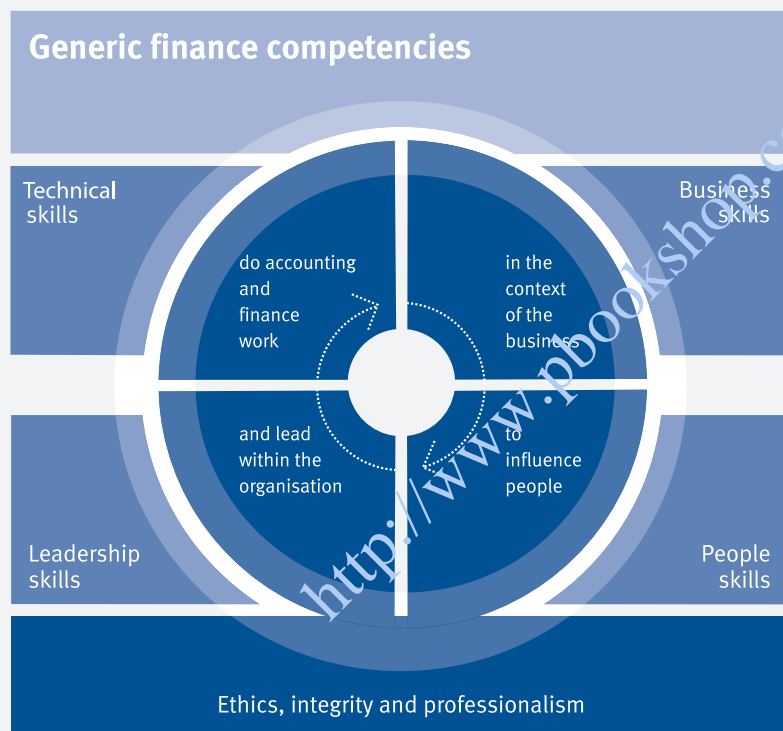 Generic finance competencies
Technical
skills
Business
skills
do accounting
and
finance
work
in the
context
of the
business
and lead
within the
organisation
to
influence
people
Leadership
skills
People
skills
Ethics, integrity and professionalism
http://www.pbookshop.c